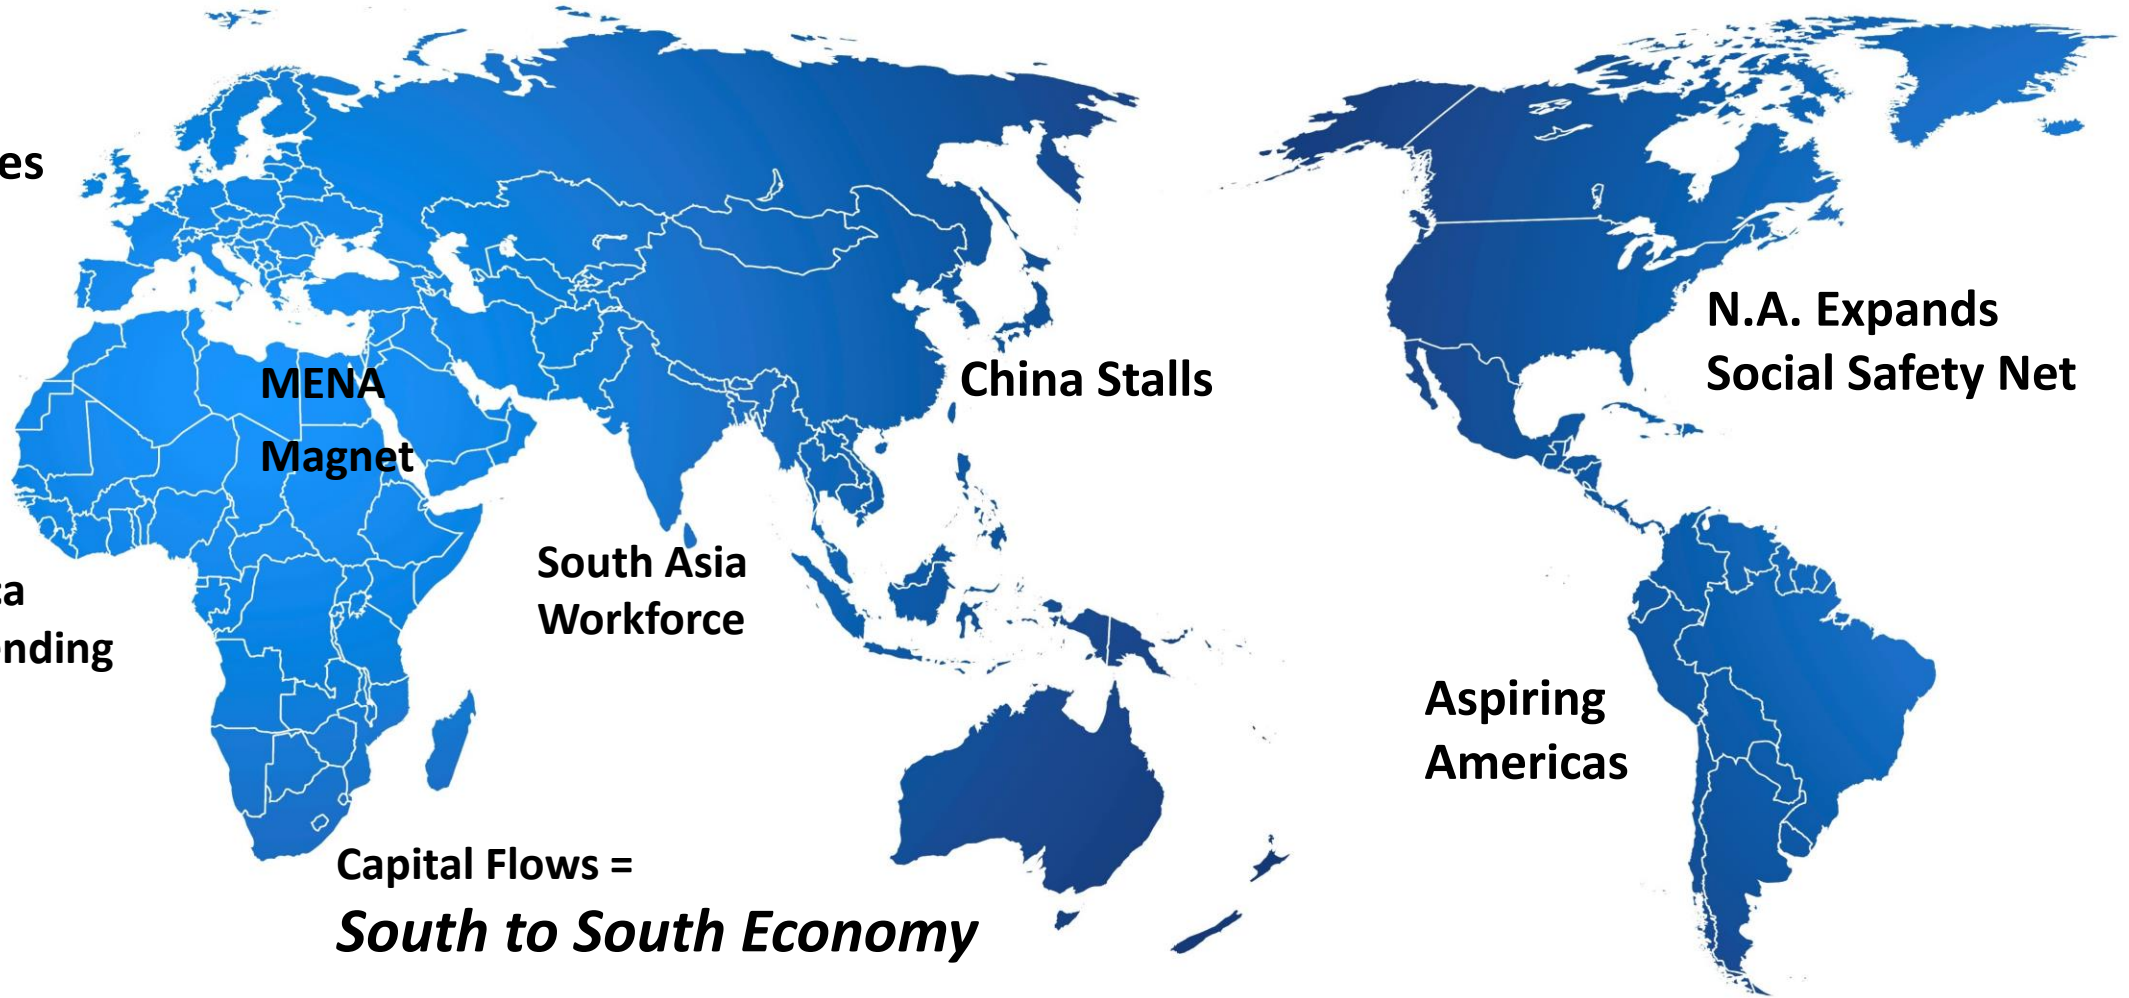 es
N.A. Expands
Social Safety Net
China Stalls
MENA
Magnet
South Asia
Workforce
ca
nding
Aspiring
Americas
Capital Flows =
South to South Economy